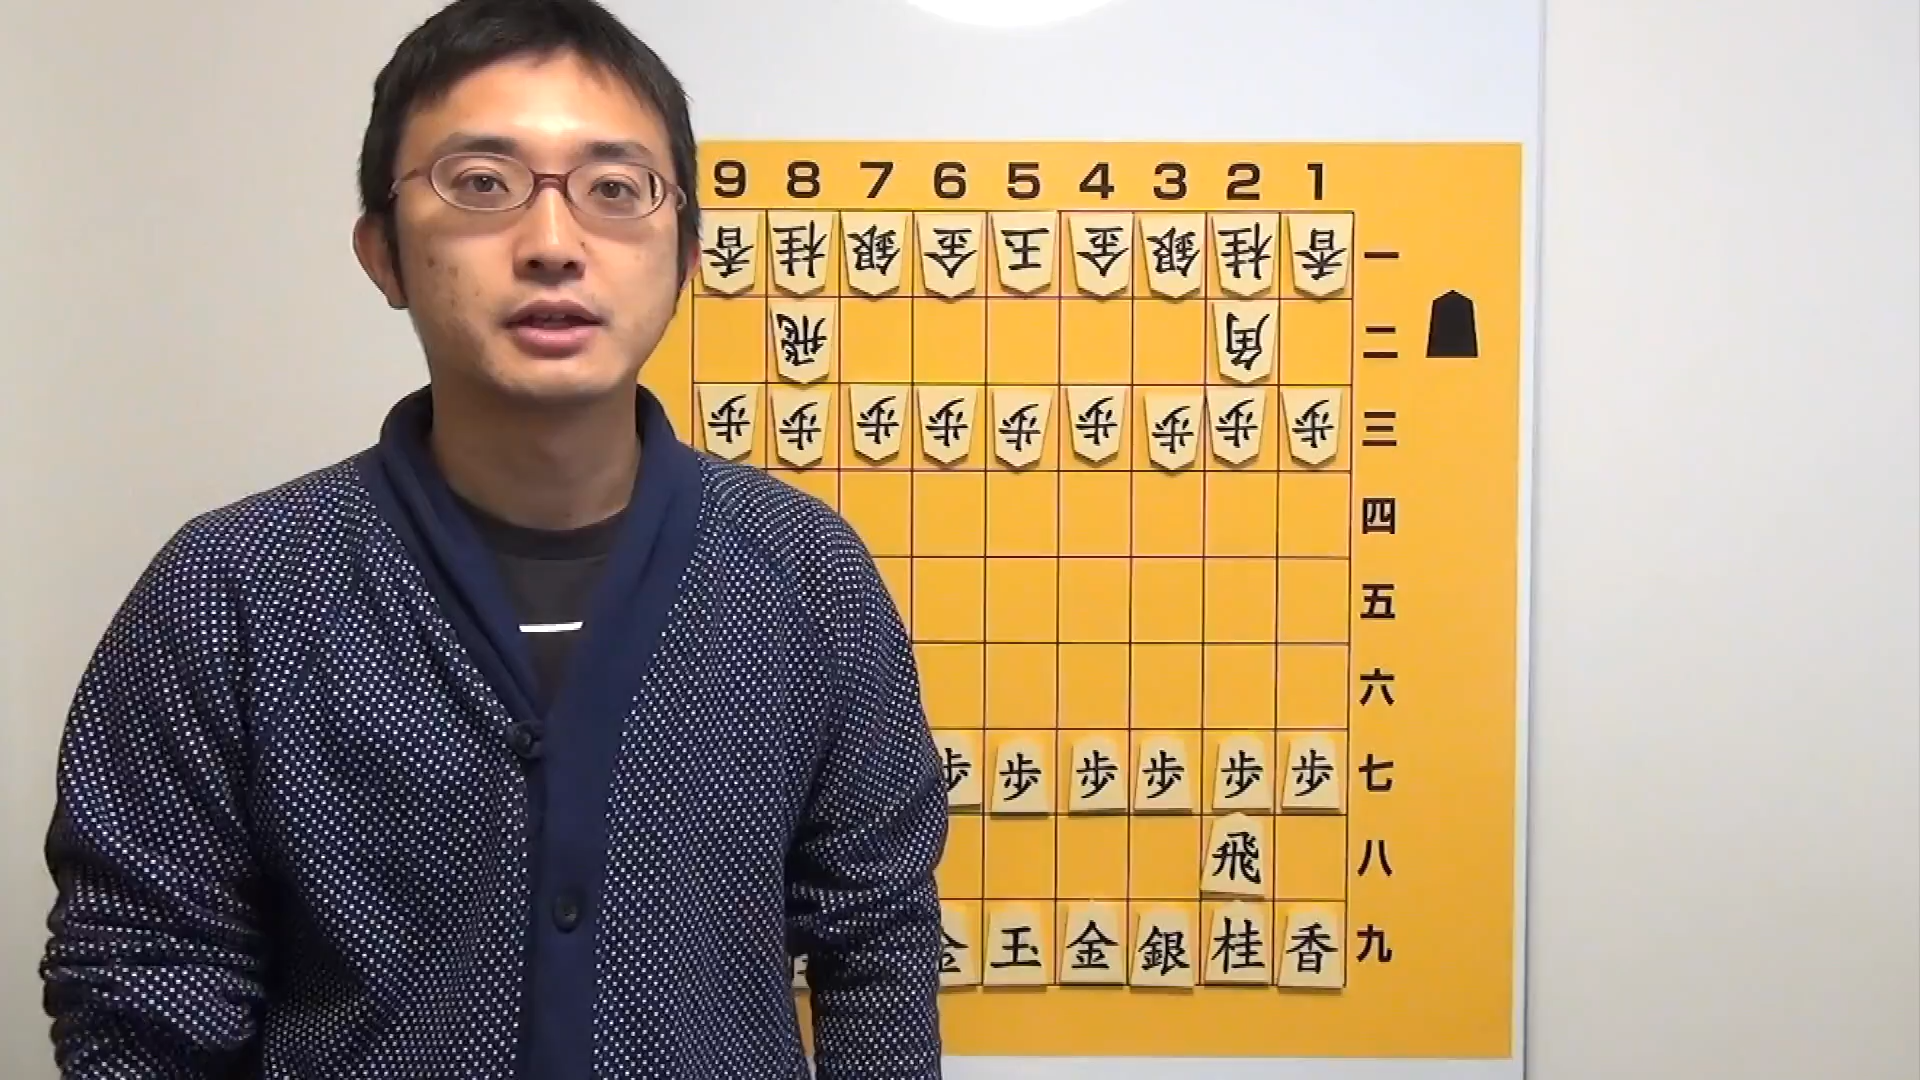 9 8 7 6 5 4 3 2 1
香 桂 銀 金 玉 金 銀 桂 香 一
飛 角 二
歩 歩 歩 歩 歩 歩 歩 歩 歩 三
四
五
六
歩 歩 歩 歩 歩 歩 七
飛 八
金 玉 金 銀 桂 香 九